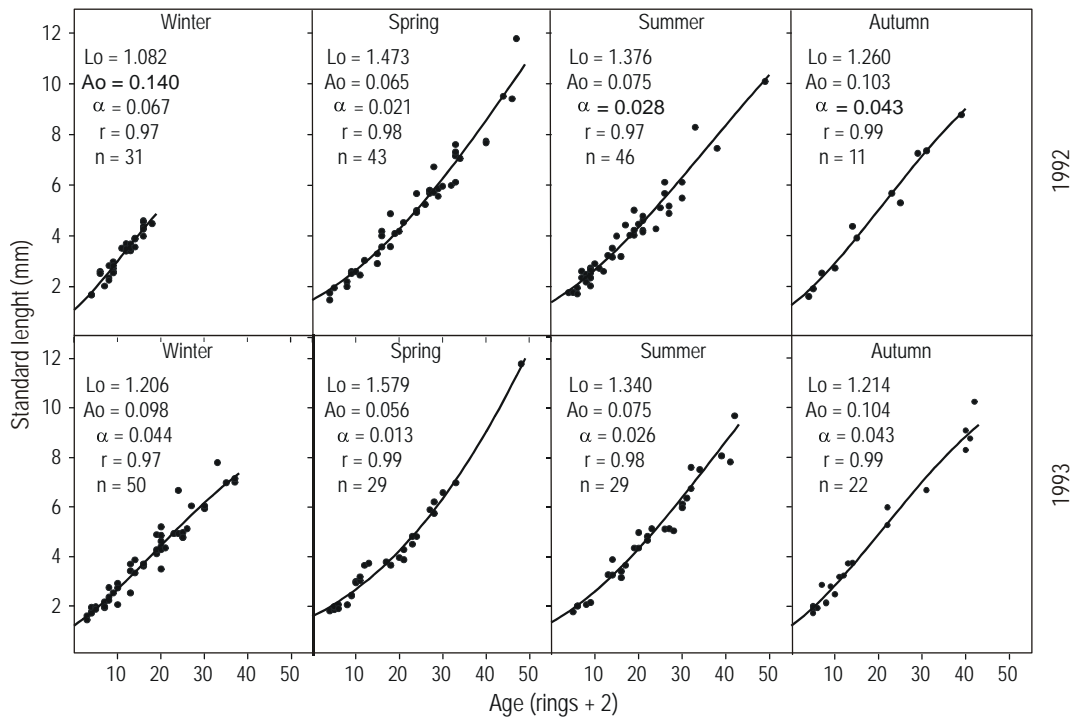 Winter
Spring
Summer
Autumn
12
10
8
6
4
2
Lo = 1.082
Ao = 0.140
α = 0.067
r = 0.97
n = 31
Lo = 1.473
Ao = 0.065
α = 0.021
r = 0.98
n = 43
Lo = 1.376
Ao = 0.075
α = 0.028
r = 0.97
n = 46
Lo = 1.260
Ao = 0.103
α = 0.043
r = 0.99
n = 11
1992
Standard lenght (mm)
Winter
Spring
Summer
Autumn
12
10
8
6
4
2
Lo = 1.206
Ao = 0.098
α = 0.044
r = 0.97
n = 50
Lo = 1.579
Ao = 0.056
α = 0.013
r = 0.99
n = 29
Lo = 1.340
Ao = 0.075
α = 0.026
r = 0.98
n = 29
Lo = 1.214
Ao = 0.104
α = 0.043
r = 0.99
n = 22
1993
10 20 30 40 50 10 20 30 40 50 10 20 30 40 50 10 20 30 40 50
Age (rings + 2)